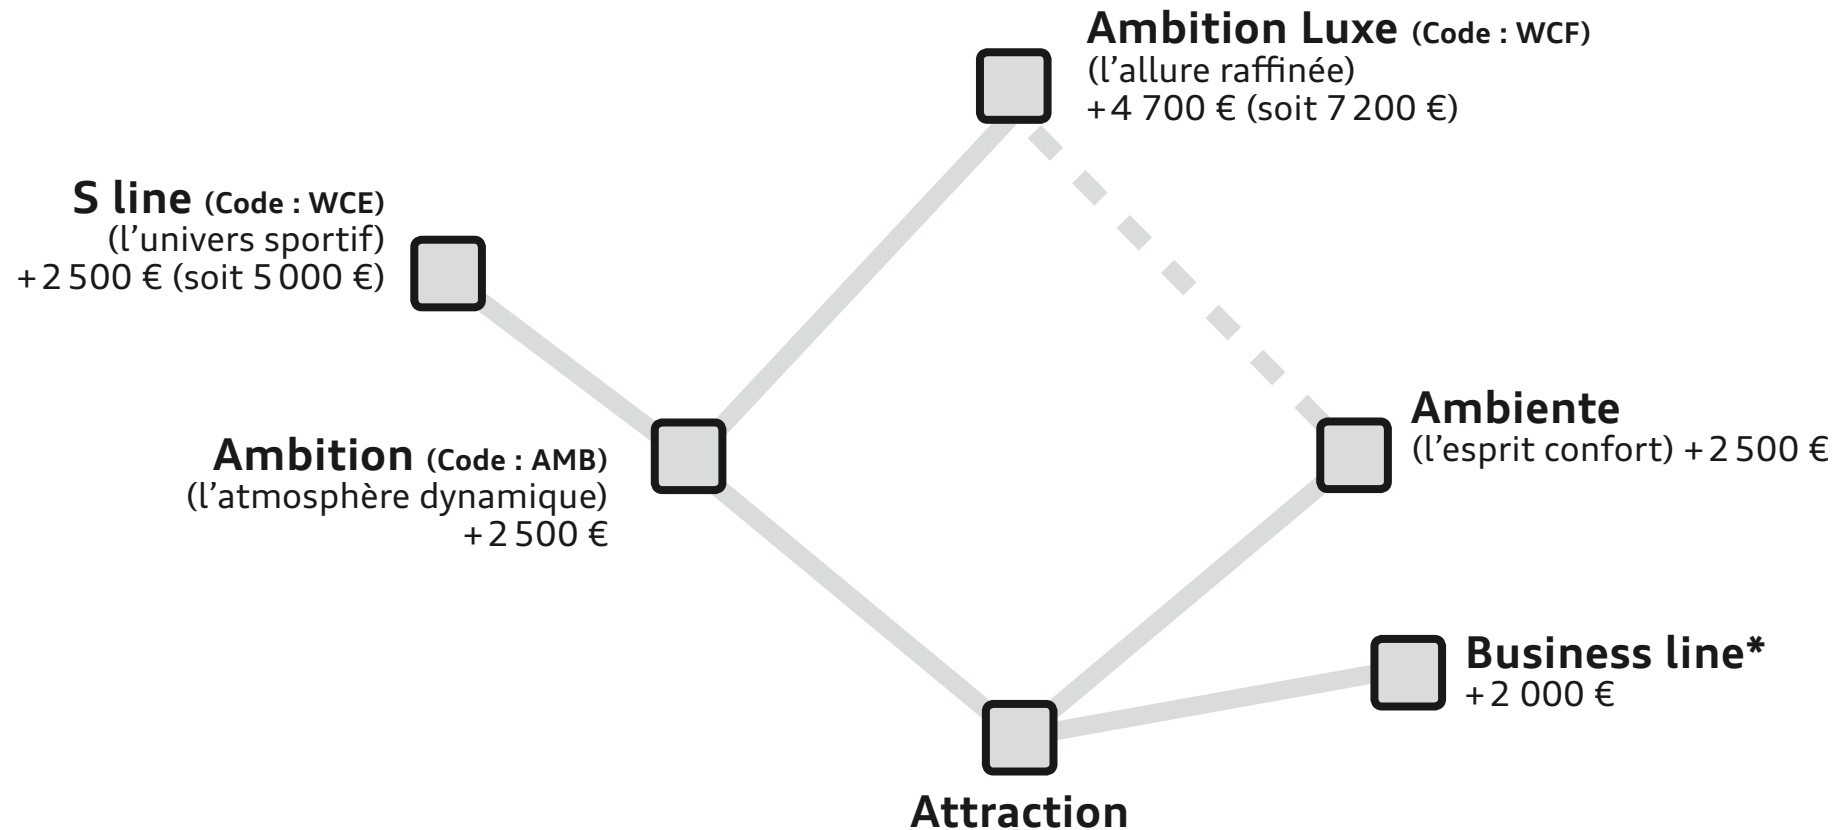 Ambition Luxe (Code : WCF)
(l’allure raffinée)
+4 700 € (soit 7 200 €)
S line (Code : WCE)
(l’univers sportif)
+2 500 € (soit 5 000 €)
Ambiente
(l’esprit confort) +2 500 €
Ambition (Code : AMB)
(l’atmosphère dynamique)
+2 500 €
Business line*
+2 000 €
Attraction